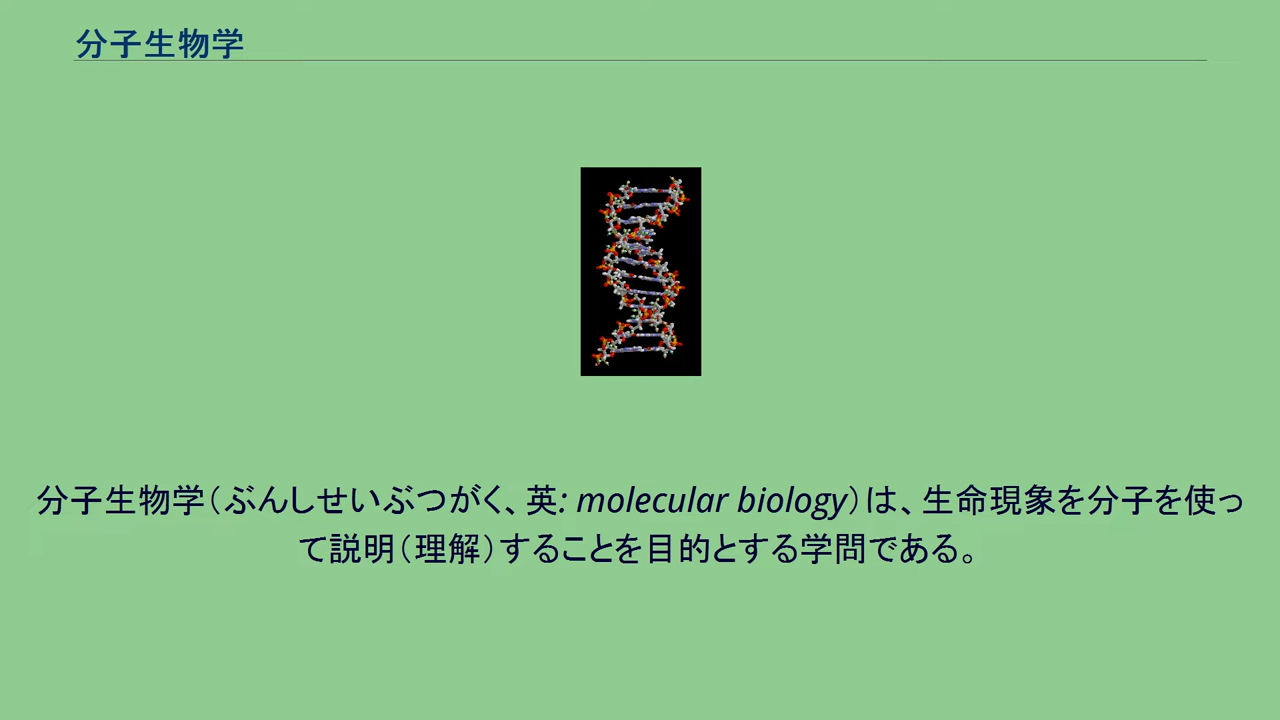 分子生物学
分子生物学（ぶんしせいぶつがく、英: molecular biology）は、生命現象を分子を使っ
て説明（理解）することを目的とする学問である。